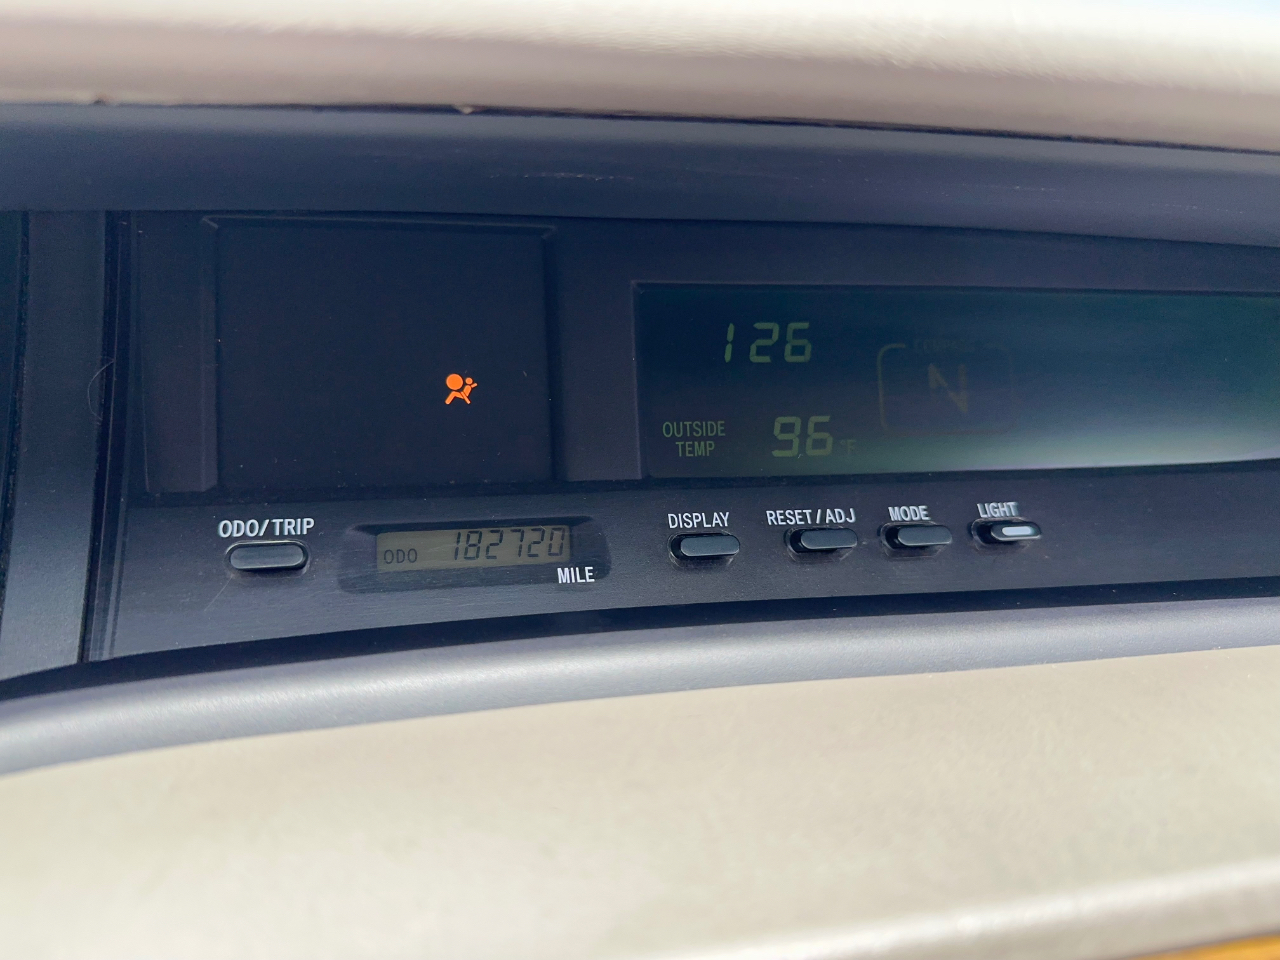 126
N
OUTSIDE
TEMP
96 °F
ODO/TRIP
ODO 182720
MILE
DISPLAY
RESET/ADJ
MODE
LIGHT